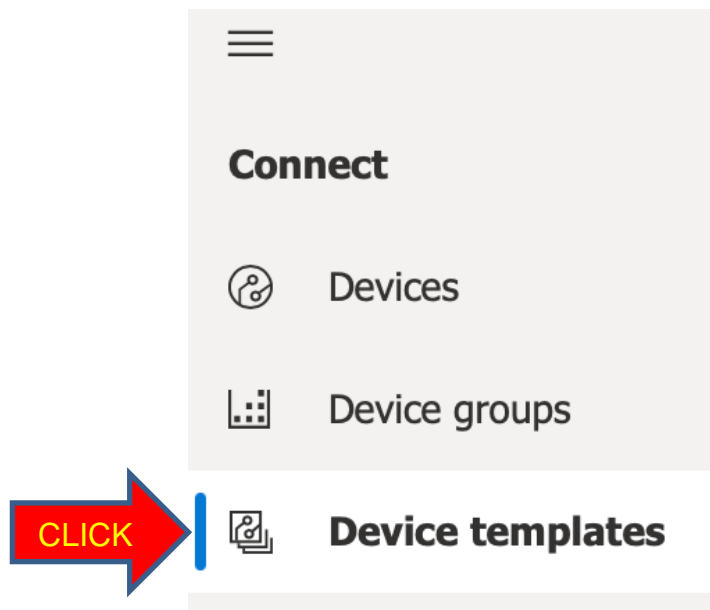 Connect
Devices
Device groups
CLICK
Device templates